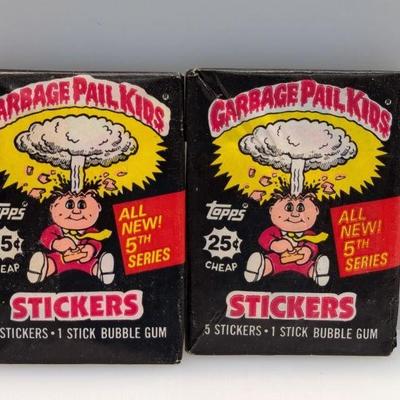 GARBAGE PAIL KIDS
Topps
5¢
CHEAP
ALL
NEW!
5TH
SERIES
STICKERS
STICKERS • 1 STICK BUBBLE GUM
GARBAGE PAIL KIDS
Topps
25¢
CHEAP
ALL
NEW!
5TH
SERIES
STICKERS
5 STICKERS • 1 STICK BUBBLE GUM